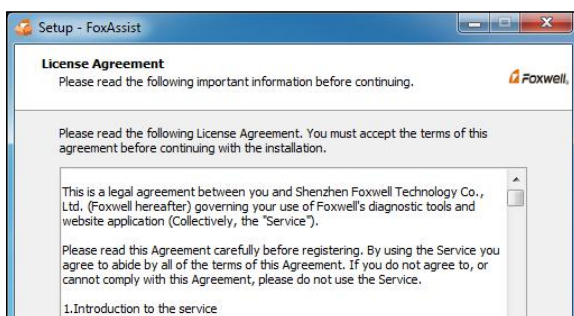 Setup - FoxAssist
License Agreement
Please read the following important information before continuing.
Foxwell
Please read the following License Agreement. You must accept the terms of this
agreement before continuing with the installation.
This is a legal agreement between you and Shenzhen Foxwell Technology Co.,
Ltd. (Foxwell hereafter) governing your use of Foxwell's diagnostic tools and
website application (Collectively, the "Service").
Please read this Agreement carefully before registering. By using the Service you
agree to abide by all of the terms of this Agreement. If you do not agree to, or
cannot comply with this Agreement, please do not use the Service.
1.Introduction to the service